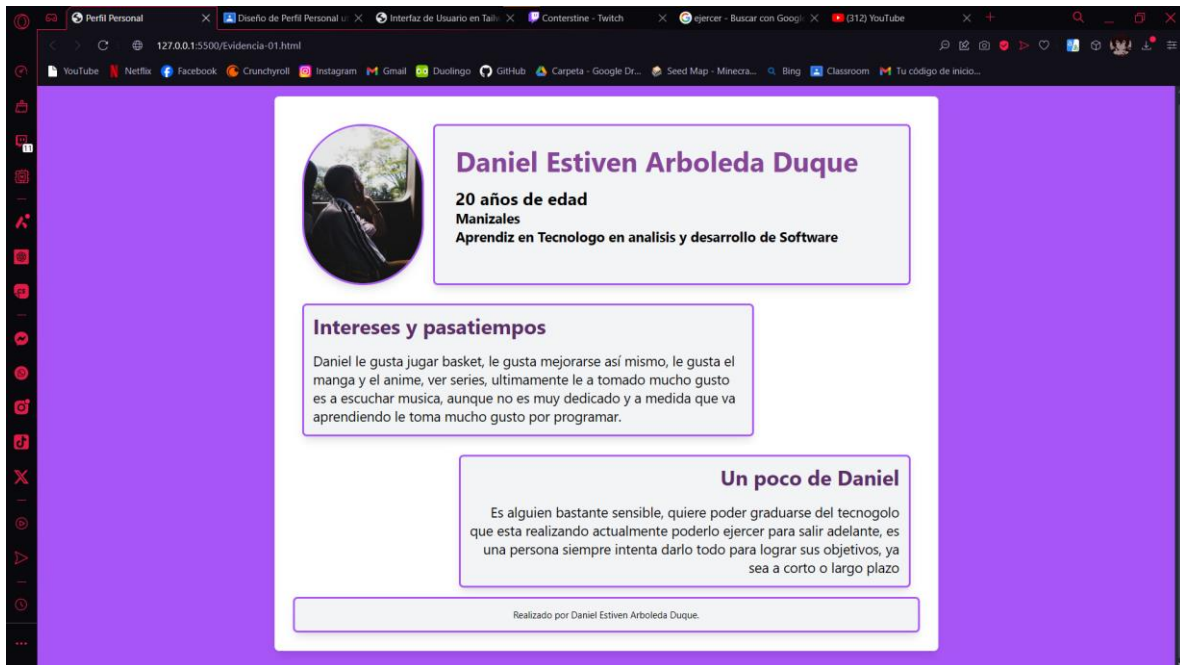 Perfil Personal
Diseño de Perfil Personal
Interfaz de Usuario en Tailw
Conterstine - Twitch
ejercer - Buscar con Google
(312) YouTube
127.0.0.1:5500/Evidencia-01.html
YouTube Netflix Facebook Crunchyroll Instagram Gmail Duolingo GitHub Carpeta - Google Dr... Seed Map - Minecra... Bing Classroom Tu código de inicio...
11
Daniel Estiven Arboleda Duque
20 años de edad
Manizales
Aprendiz en Tecnologo en analisis y desarrollo de Software
Intereses y pasatiempos
Daniel le gusta jugar basket, le gusta mejorarse así mismo, le gusta el
manga y el anime, ver series, ultimamente le a tomado mucho gusto
es a escuchar musica, aunque no es muy dedicado y a medida que va
aprendiendo le toma mucho gusto por programar.
Un poco de Daniel
Es alguien bastante sensible, quiere poder graduarse del tecnogolo
que esta realizando actualmente poderlo ejercer para salir adelante, es
una persona siempre intenta darlo todo para lograr sus objetivos, ya
sea a corto o largo plazo
Realizado por Daniel Estiven Arboleda Duque.